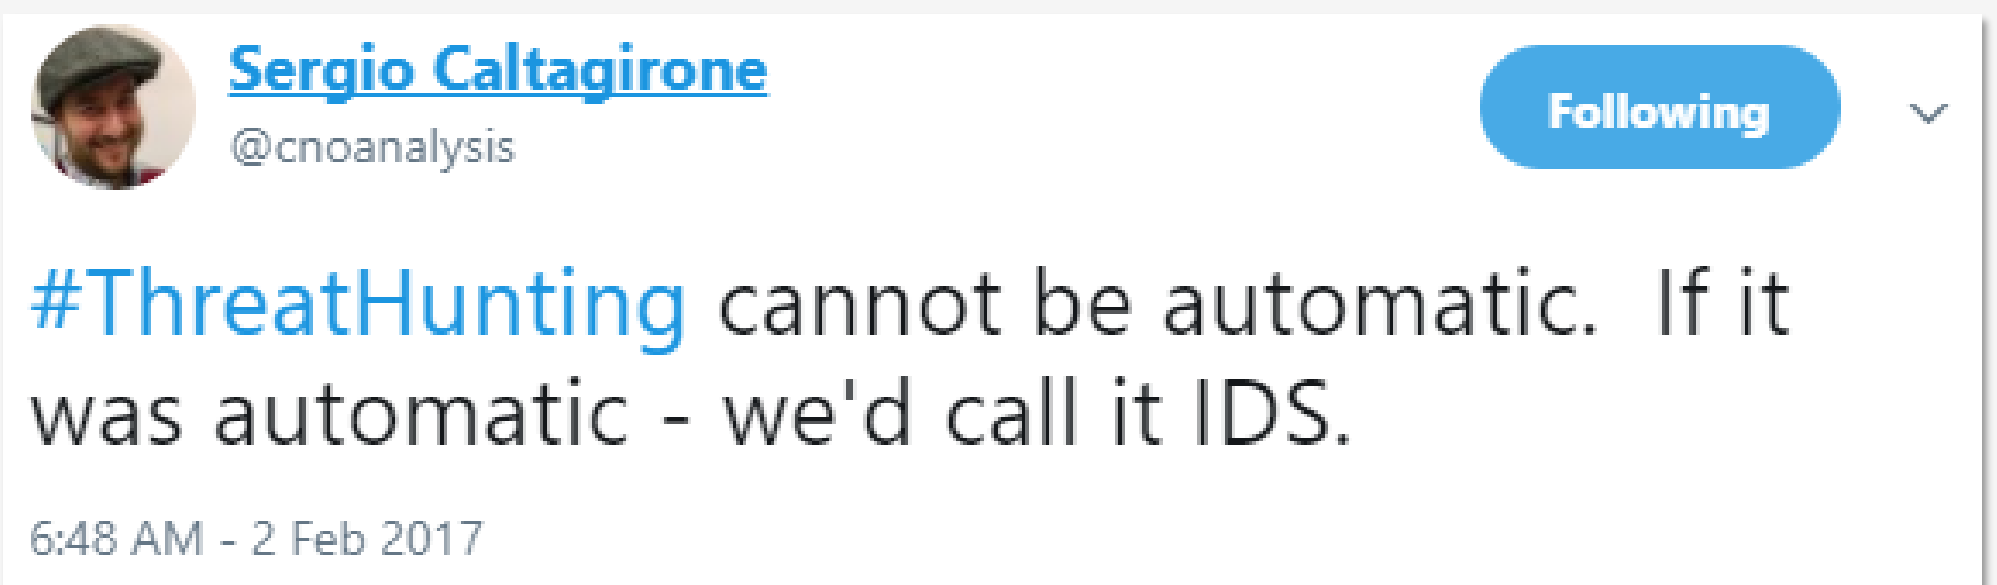 Sergio Caltagirone
@cnoanalysis
Following
#ThreatHunting cannot be automatic.  If it
was automatic - we'd call it IDS.
6:48 AM - 2 Feb 2017